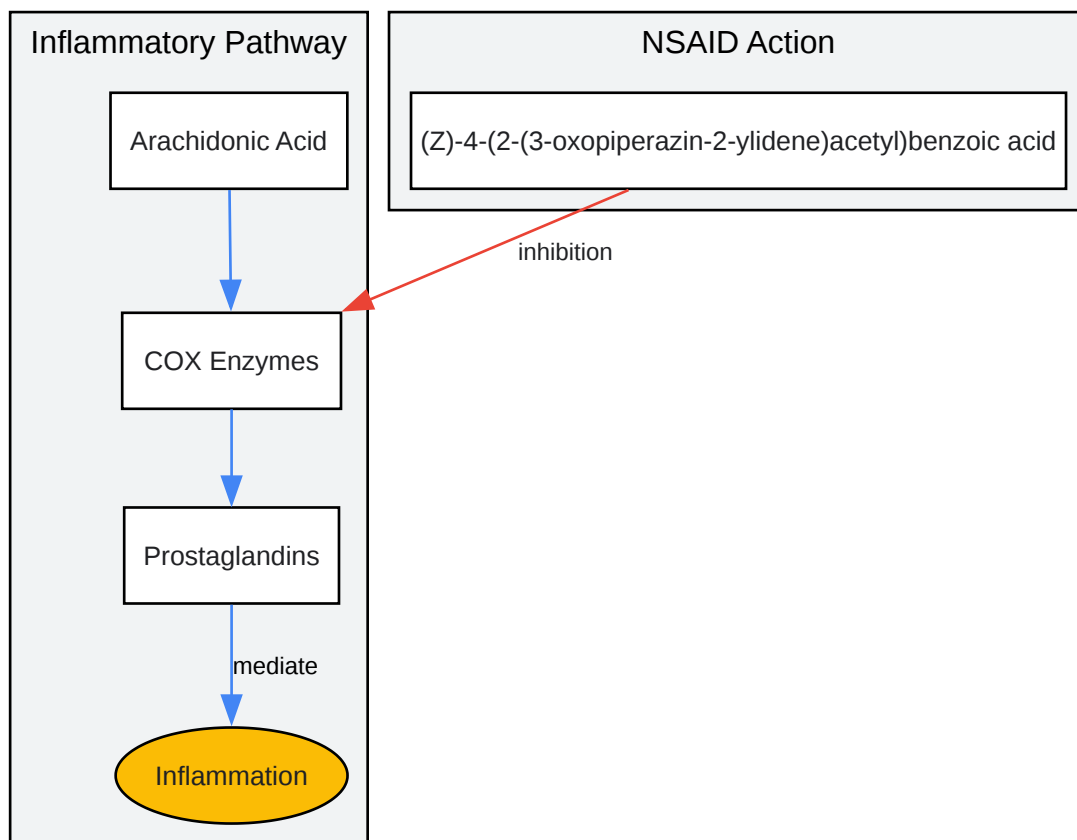 Inflammatory Pathway
NSAID Action
Arachidonic Acid
(Z)-4-(2-(3-oxopiperazin-2-ylidene)acetyl)benzoic acid
inhibition
COX Enzymes
Prostaglandins
mediate
Inflammation